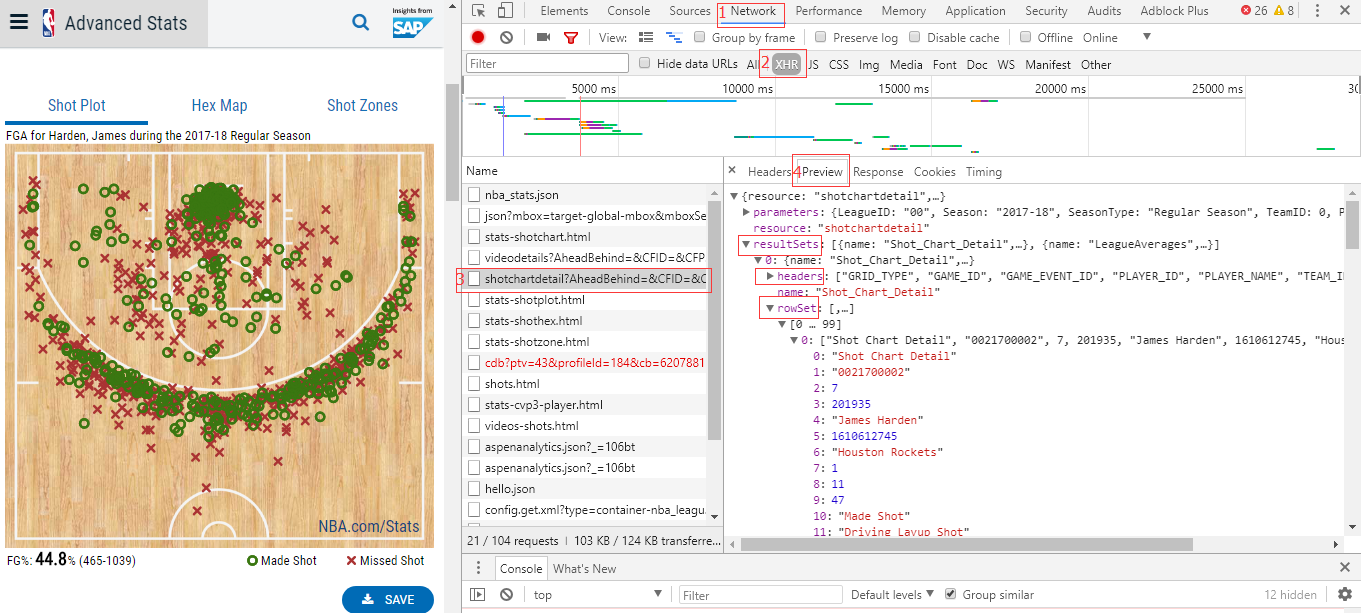 Advanced Stats
Insights from
SAP
Shot Plot
Hex Map
Shot Zones
FGA for Harden, James during the 2017-18 Regular Season
NBA.com/Stats
FG%: 44.8% (465-1039)
Made Shot
Missed Shot
SAVE
Elements
Console
Sources
1
Network
Performance
Memory
Application
Security
Audits
Adblock Plus
26
8
View:
Group by frame
Preserve log
Disable cache
Offline
Online
Filter
Hide data URLs
2
XHR
JS
CSS
Img
Media
Font
Doc
WS
Manifest
Other
5000 ms
10000 ms
15000 ms
20000 ms
25000 ms
Name
nba_stats.json
json?mbox=target-global-mbox&mboxSe
stats-shotchart.html
videodetails?AheadBehind=&CFID=&CFP
3
shotchartdetail?AheadBehind=&CFID=&C
stats-shotplot.html
stats-shothex.html
stats-shotzone.html
cdb?ptv=43&profileId=184&cb=6207881
shots.html
stats-cvp3-player.html
videos-shots.html
aspenanalytics.json?_=106bt
aspenanalytics.json?_=106bt
hello.json
config.get.xml?type=container-nba_leagu
21 / 104 requests | 103 KB / 124 KB transferre...
Headers
4
Preview
Response
Cookies
Timing
{resource: "shotchartdetail",…}
parameters: {LeagueID: "00", Season: "2017-18", SeasonType: "Regular Season", TeamID: 0, P
resource: "shotchartdetail"
resultSets: [{name: "Shot_Chart_Detail",…}, {name: "LeagueAverages",…}]
0: {name: "Shot_Chart_Detail",…}
headers: ["GRID_TYPE", "GAME_ID", "GAME_EVENT_ID", "PLAYER_ID", "PLAYER_NAME", "TEAM_I
name: "Shot_Chart_Detail"
rowSet: [,…]
[0 … 99]
0: ["Shot Chart Detail", "0021700002", 7, 201935, "James Harden", 1610612745, "Hous
0: "Shot Chart Detail"
1: "0021700002"
2: 7
3: 201935
4: "James Harden"
5: 1610612745
6: "Houston Rockets"
7: 1
8: 11
9: 47
10: "Made Shot"
11: "Driving Layup Shot"
Console
What's New
top
Filter
Default levels
Group similar
12 hidden